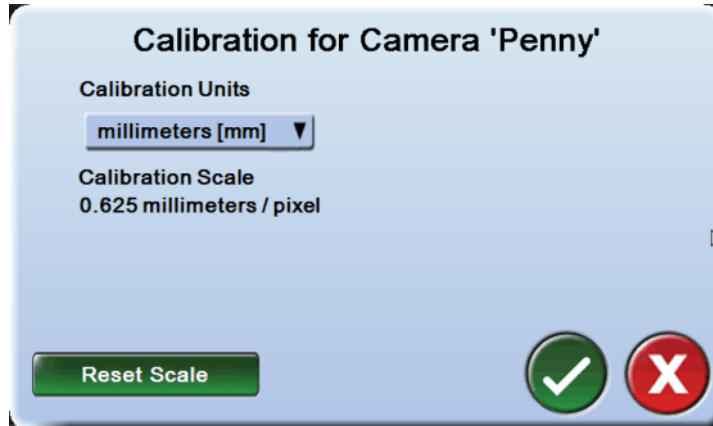 Calibration for Camera 'Penny'
Calibration Units
millimeters [mm]
Calibration Scale
0.625 millimeters / pixel
Reset Scale